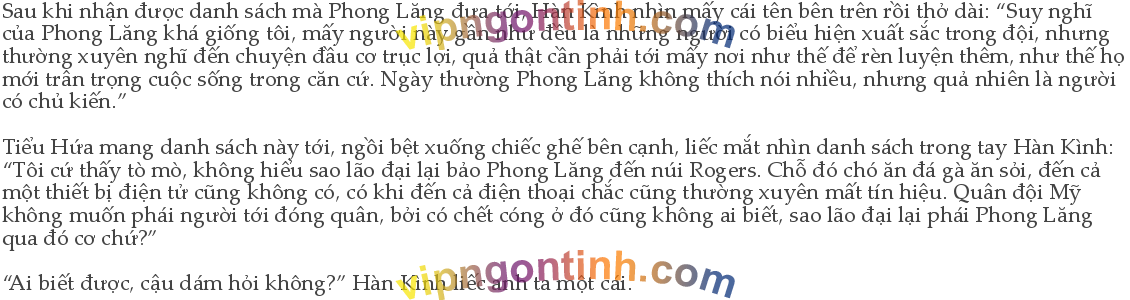 Sau khi nhận được danh sách mà Phong Lăng đưa tới, Hàn Kình nhìn mấy cái tên bên trên rồi thở dài: “Suy nghĩ
của Phong Lăng khá giống tôi, mấy người này gần như đều là những người có biểu hiện xuất sắc trong đội, nhưng
thường xuyên nghĩ đến chuyện đầu cơ trục lợi, quả thật cần phải tới mấy nơi như thế để rèn luyện thêm, như thế họ
mới trân trọng cuộc sống trong căn cứ. Ngày thường Phong Lăng không thích nói nhiều, nhưng quả nhiên là người
có chủ kiến.”
Tiểu Hứa mang danh sách này tới, ngồi bệt xuống chiếc ghế bên cạnh, liếc mắt nhìn danh sách trong tay Hàn Kình:
“Tôi cứ thấy tò mò, không hiểu sao lão đại lại bảo Phong Lăng đến núi Rogers. Chỗ đó chó ăn đá gà ăn sỏi, đến cả
một thiết bị điện tử cũng không có, có khi đến cả điện thoại chắc cũng thường xuyên mất tín hiệu. Quân đội Mỹ
không muốn phái người tới đóng quân, bởi có chết cóng ở đó cũng không ai biết, sao lão đại lại phái Phong Lăng
qua đó cơ chứ?”
“Ai biết được, cậu dám hỏi không?” Hàn Kình liếc anh ta một cái.
vipngontinh.com
vipngontinh.com